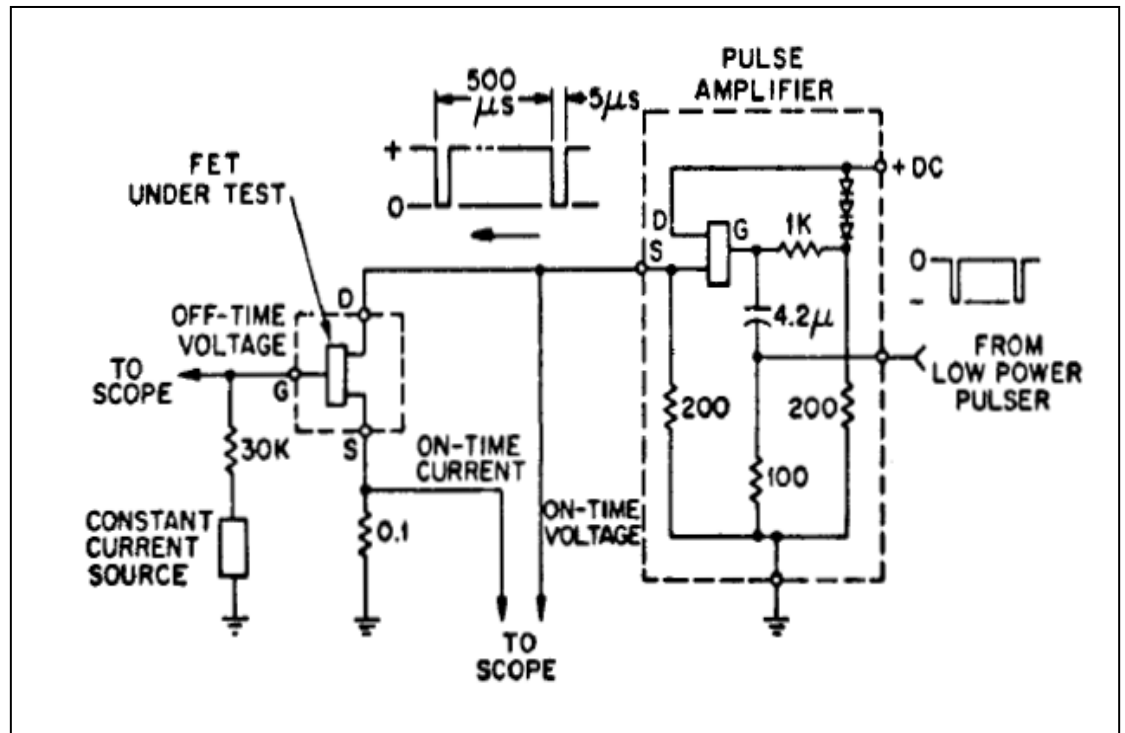 PULSE
AMPLIFIER
500
μs
5μs
+
0
FET
UNDER TEST
+ DC
D
G
1K
S
0
-
4.2μ
D
OFF-TIME
VOLTAGE
TO
SCOPE
G
FROM
LOW POWER
PULSER
200
200
30K
S
ON-TIME
CURRENT
100
CONSTANT
CURRENT
SOURCE
0.1
ON-TIME
VOLTAGE
TO
SCOPE